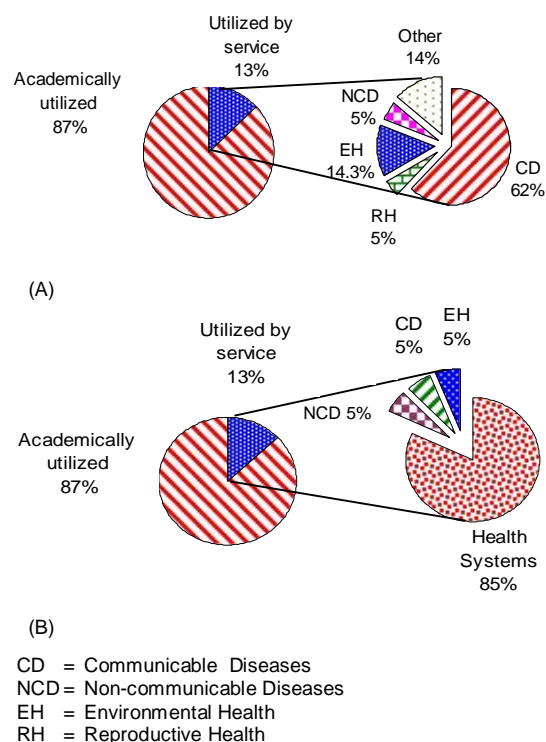 Utilized by
service
13%
Academically
utilized
87%
Other
14%
NCD
5%
EH
14.3%
RH
5%
CD
62%
(A)
Utilized by
service
13%
Academically
utilized
87%
CD
5%
EH
5%
NCD 5%
Health
Systems
85%
(B)
CD = Communicable Diseases
NCD = Non-communicable Diseases
EH = Environmental Health
RH = Reproductive Health